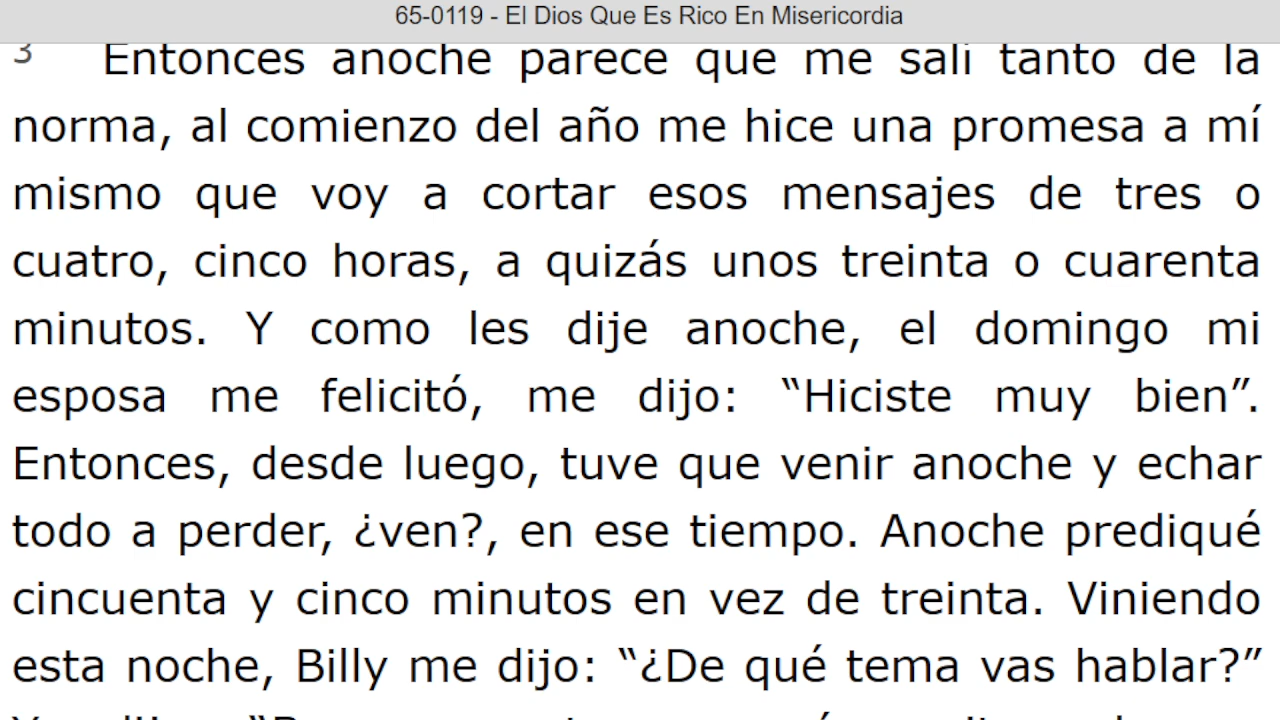 65-0119 - El Dios Que Es Rico En Misericordia
3 Entonces anoche parece que me salí tanto de la
norma, al comienzo del año me hice una promesa a mí
mismo que voy a cortar esos mensajes de tres o
cuatro, cinco horas, a quizás unos treinta o cuarenta
minutos. Y como les dije anoche, el domingo mi
esposa me felicitó, me dijo: “Hiciste muy bien”.
Entonces, desde luego, tuve que venir anoche y echar
todo a perder, ¿ven?, en ese tiempo. Anoche prediqué
cincuenta y cinco minutos en vez de treinta. Viniendo
esta noche, Billy me dijo: “¿De qué tema vas hablar?”